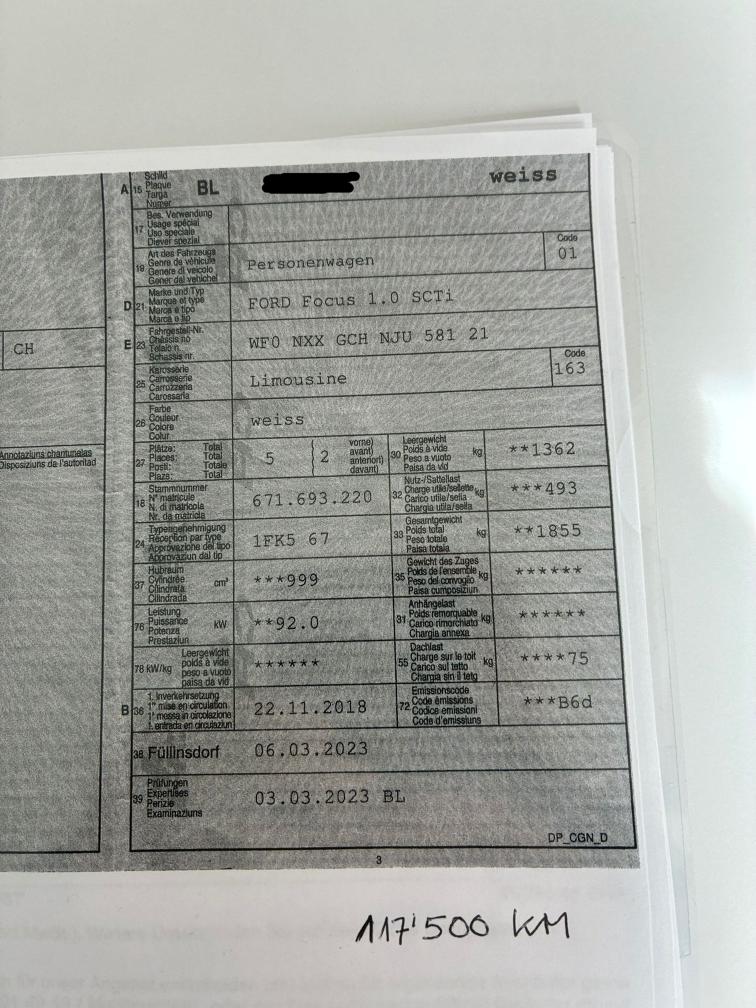 A 15 Schild Plaque Targa Numer BL weiss
17 Bes. Verwendung Usage spécial Uso speciale Diever spezial
19 Art des Fahrzeugs Genre de véhicule Genere di veicolo Gener dal vehichel Personenwagen Code 01
D 21 Marke und Typ Marque et type Marca e tipo Marca e tip FORD Focus 1.0 SCTi
E 23 Fahrgestell-Nr. Châssis no Telaio n. Schassis nr. WF0 NXX GCH NJU 581 21
CH
25 Karosserie Carrosserie Carrozzeria Carossaria Limousine Code 163
26 Farbe Couleur Colore Colur weiss
Annotaziuns chantunalas
Disposiziuns da l'autoritad
27 Plätze: Total Places: Total Posti: Totale Plazs: Total 5 ( 2 vorne) avant) anteriori) davant)
30 Leergewicht Poids à vide Peso a vuoto Paisa da vid kg **1362
18 Stammnummer N° matricule N. di matricola Nr. da matricla 671.693.220
32 Nutz-/Sattellast Charge utile/sellette Carico utile/sella Chargia utila/sella kg ***493
24 Typengenehmigung Réception par type Approvazione del tipo Approvaziun dal tip 1FK5 67
33 Gesamtgewicht Poids total Peso totale Paisa totala kg **1855
37 Hubraum Cylindrée Cilindrata Cilindrada cm³ ***999
35 Gewicht des Zuges Poids de l'ensemble Peso del convoglio Paisa cumposiziun kg ******
76 Leistung Puissance Potenza Prestaziun kW **92.0
31 Anhängelast Poids remorquable Carico rimorchiato Chargia annexa kg ******
78 kW/kg Leergewicht poids à vide peso a vuoto paisa da vid ******
55 Dachlast Charge sur le toit Carico sul tetto Chargia sin il tetg kg ****75
B 36 1. Inverkehrsetzung 1re mise en circulation 1a messa in circolazione 1. entrada en circulaziun 22.11.2018
72 Emissionscode Code émissions Codice emissioni Code d'emissiuns ***B6d
38 Füllinsdorf 06.03.2023
39 Prüfungen Expertises Perizie Examinaziuns 03.03.2023 BL
DP_CGN_D
3
117'500 KM